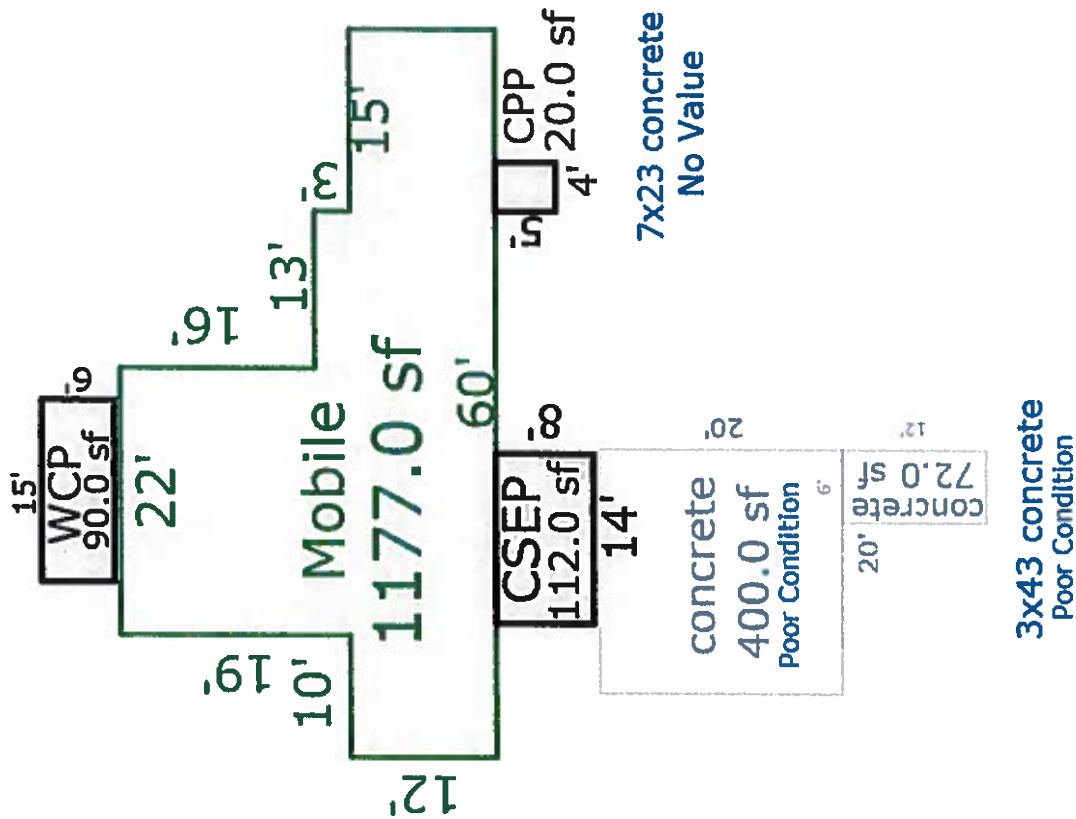 15'
WCP
90.0 sf
6'
22'
16'
13'
3'
15'
19'
10'
Mobile
1177.0 sf
60'
12'
CSEP
112.0 sf
8'
14'
5'
CPP
20.0 sf
4'
7x23 concrete
No Value
concrete
400.0 sf
Poor Condition
20'
20'
6'
12'
concrete
72.0 sf
3x43 concrete
Poor Condition